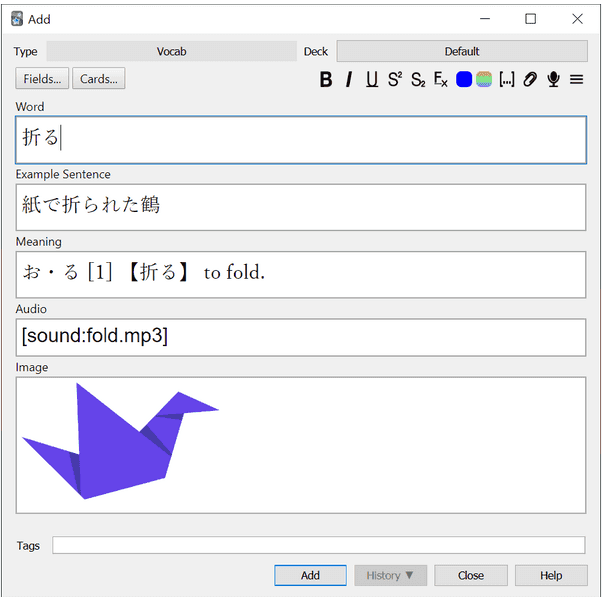 Add
Type Vocab Deck Default
Fields... Cards... B I U S² S₂ Eₓ [...]
Word
折る
Example Sentence
紙で折られた鶴
Meaning
お・る [1] 【折る】 to fold.
Audio
[sound:fold.mp3]
Image
Tags
Add History ▼ Close Help